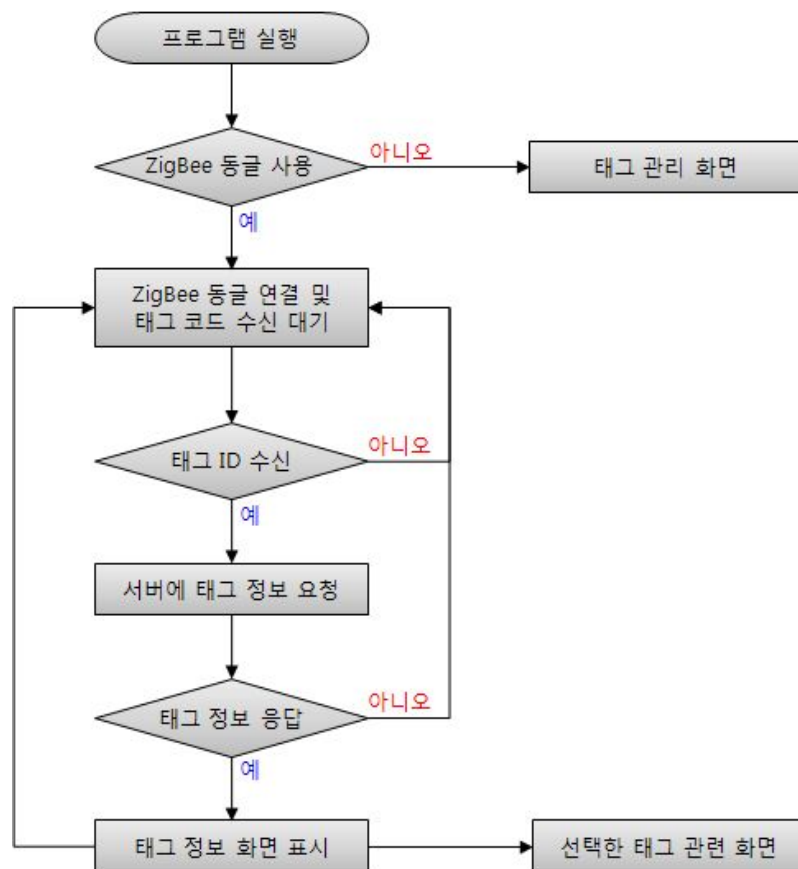 프로그램 실행
ZigBee 동글 사용
아니오
태그 관리 화면
예
ZigBee 동글 연결 및
태그 코드 수신 대기
태그 ID 수신
아니오
예
서버에 태그 정보 요청
태그 정보 응답
아니오
예
태그 정보 화면 표시
선택한 태그 관련 화면